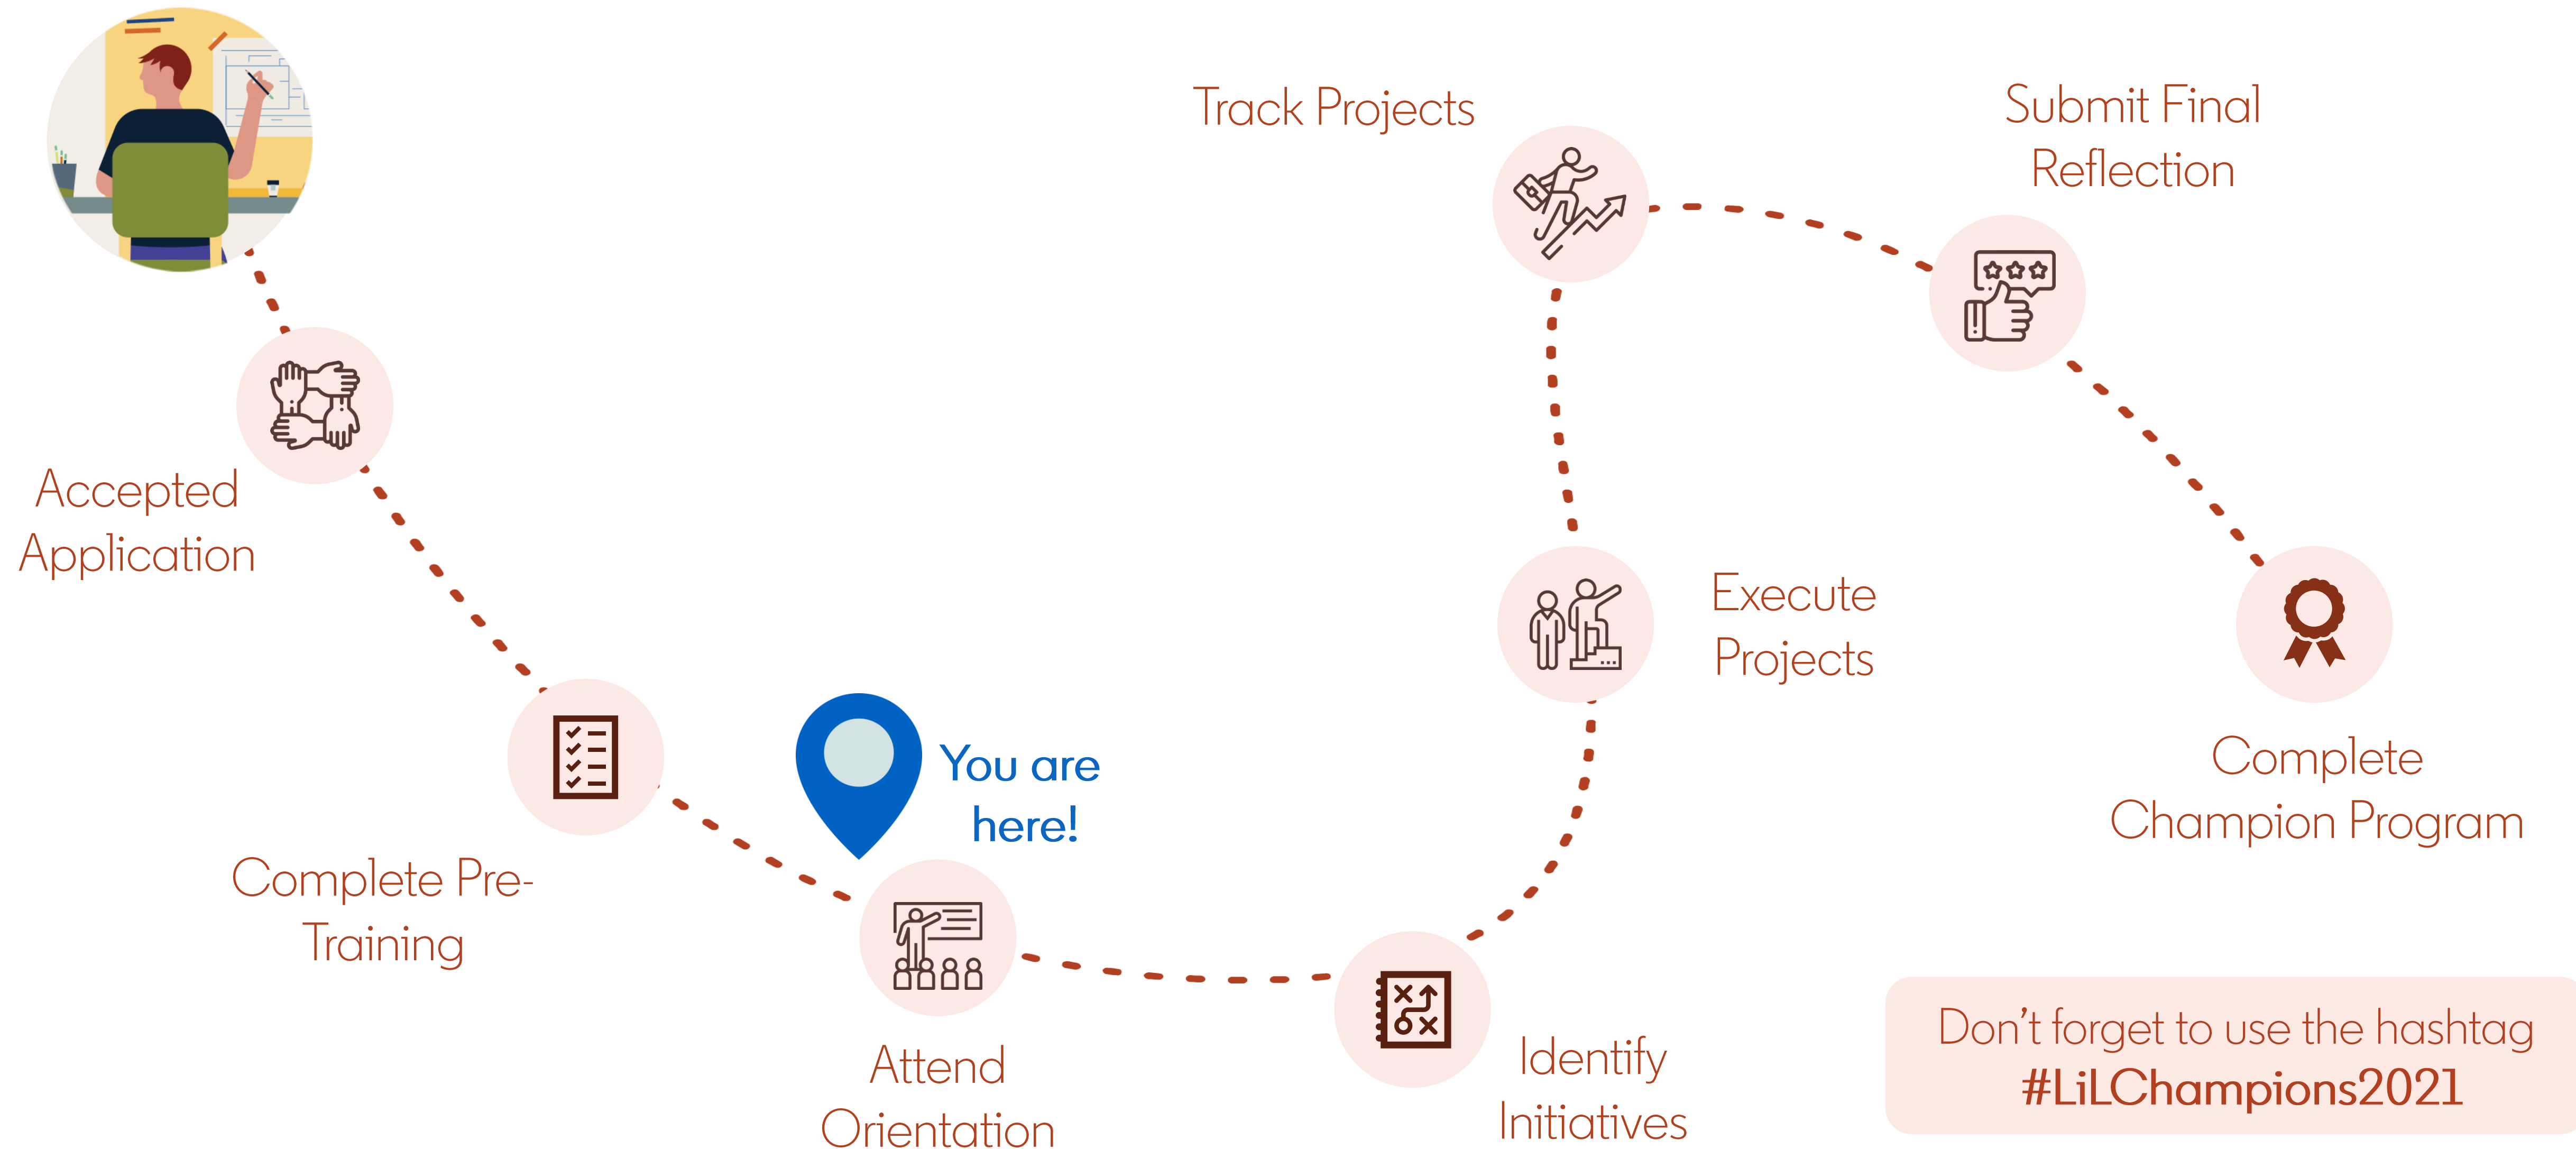 Accepted
Application
Complete Pre-
Training
You are
here!
Attend
Orientation
Identify
Initiatives
Execute
Projects
Track Projects
Submit Final
Reflection
Complete
Champion Program
Don't forget to use the hashtag
#LiLChampions2021